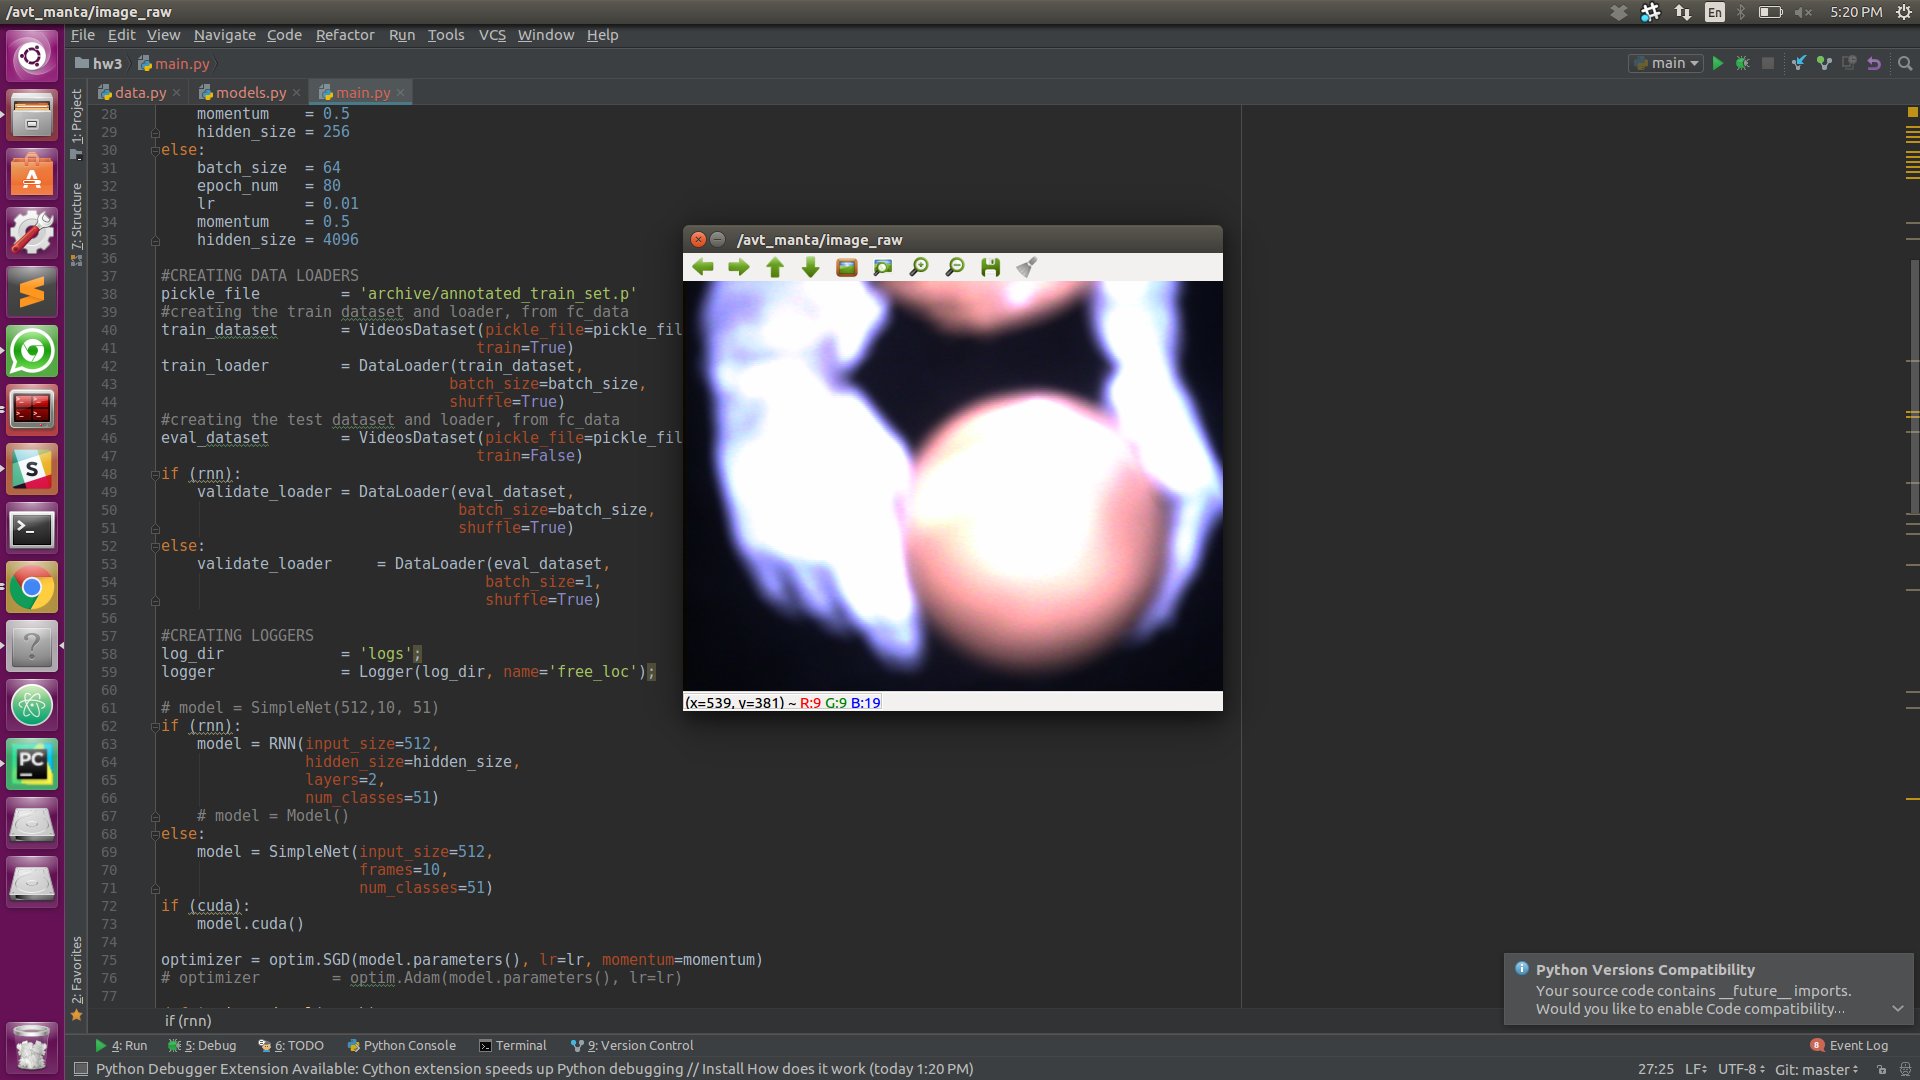 /avt_manta/image_raw
En
5:20 PM
File Edit View Navigate Code Refactor Run Tools VCS Window Help
hw3 main.py
main
data.py models.py main.py
1: Project
7: Structure
2: Favorites
28 momentum = 0.5
29 hidden_size = 256
30 else:
31 batch_size = 64
32 epoch_num = 80
33 lr = 0.01
34 momentum = 0.5
35 hidden_size = 4096
36
37 #CREATING DATA LOADERS
38 pickle_file = 'archive/annotated_train_set.p'
39 #creating the train dataset and loader, from fc_data
40 train_dataset = VideosDataset(pickle_file=pickle_fil
41 train=True)
42 train_loader = DataLoader(train_dataset,
43 batch_size=batch_size,
44 shuffle=True)
45 #creating the test dataset and loader, from fc_data
46 eval_dataset = VideosDataset(pickle_file=pickle_fil
47 train=False)
48 if (rnn):
49 validate_loader = DataLoader(eval_dataset,
50 batch_size=batch_size,
51 shuffle=True)
52 else:
53 validate_loader = DataLoader(eval_dataset,
54 batch_size=1,
55 shuffle=True)
56
57 #CREATING LOGGERS
58 log_dir = 'logs';
59 logger = Logger(log_dir, name='free_loc');
60
61 # model = SimpleNet(512,10, 51)
62 if (rnn):
63 model = RNN(input_size=512,
64 hidden_size=hidden_size,
65 layers=2,
66 num_classes=51)
67 # model = Model()
68 else:
69 model = SimpleNet(input_size=512,
70 frames=10,
71 num_classes=51)
72 if (cuda):
73 model.cuda()
74
75 optimizer = optim.SGD(model.parameters(), lr=lr, momentum=momentum)
76 # optimizer = optim.Adam(model.parameters(), lr=lr)
77
/avt_manta/image_raw
(x=539, y=381) ~ R:9 G:9 B:19
Python Versions Compatibility
Your source code contains __future__ imports.
Would you like to enable Code compatibility...
if (rnn)
4: Run 5: Debug 6: TODO Python Console Terminal 9: Version Control
8 Event Log
Python Debugger Extension Available: Cython extension speeds up Python debugging // Install How does it work (today 1:20 PM)
27:25 LF UTF-8 Git: master
S
PC